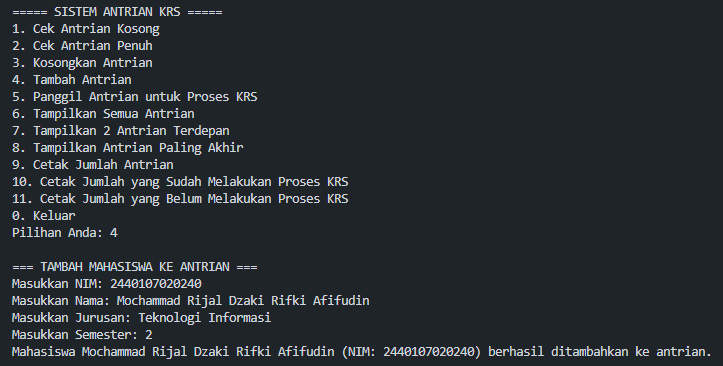 ===== SISTEM ANTRIAN KRS =====
1. Cek Antrian Kosong
2. Cek Antrian Penuh
3. Kosongkan Antrian
4. Tambah Antrian
5. Panggil Antrian untuk Proses KRS
6. Tampilkan Semua Antrian
7. Tampilkan 2 Antrian Terdepan
8. Tampilkan Antrian Paling Akhir
9. Cetak Jumlah Antrian
10. Cetak Jumlah yang Sudah Melakukan Proses KRS
11. Cetak Jumlah yang Belum Melakukan Proses KRS
0. Keluar
Pilihan Anda: 4
=== TAMBAH MAHASISWA KE ANTRIAN ===
Masukkan NIM: 2440107020240
Masukkan Nama: Mochammad Rijal Dzaki Rifki Afifudin
Masukkan Jurusan: Teknologi Informasi
Masukkan Semester: 2
Mahasiswa Mochammad Rijal Dzaki Rifki Afifudin (NIM: 2440107020240) berhasil ditambahkan ke antrian.